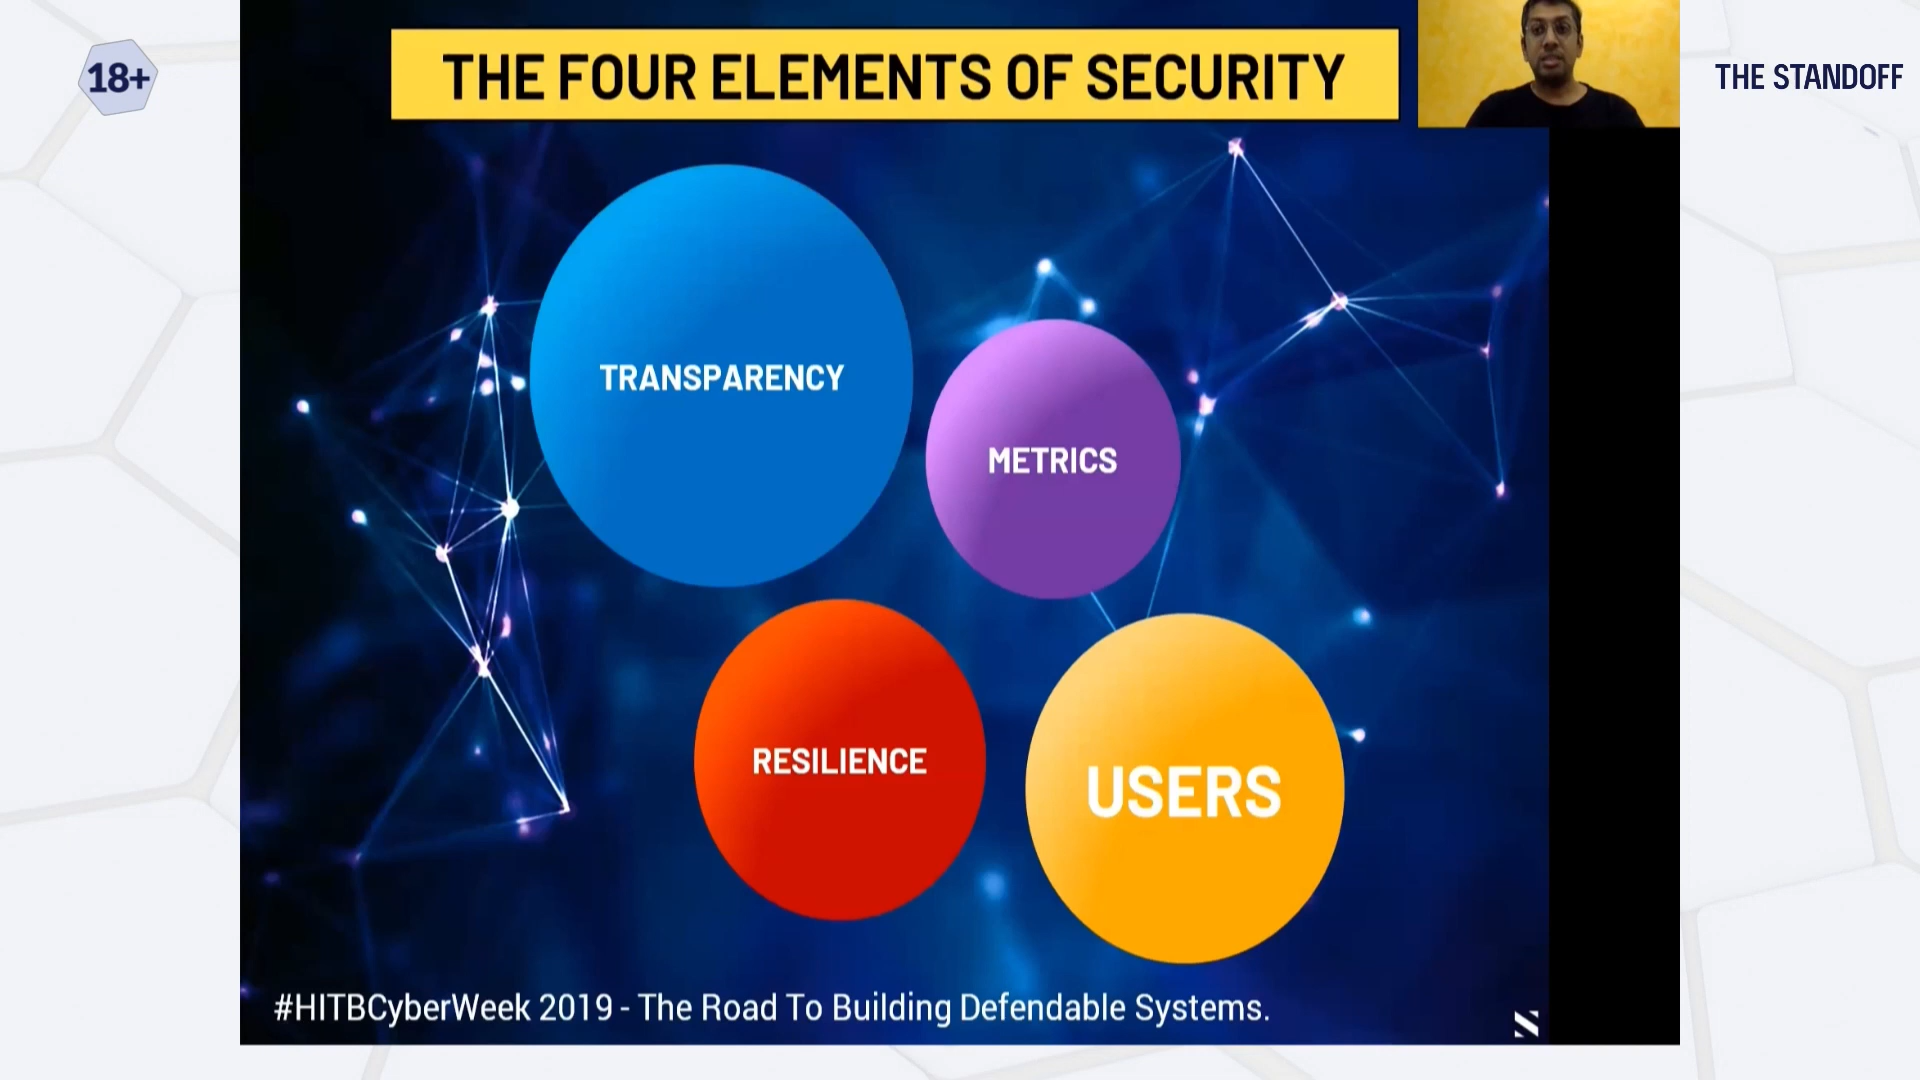 18+
THE FOUR ELEMENTS OF SECURITY
THE STANDOFF
TRANSPARENCY
METRICS
RESILIENCE
USERS
#HITBCyberWeek 2019 - The Road To Building Defendable Systems.